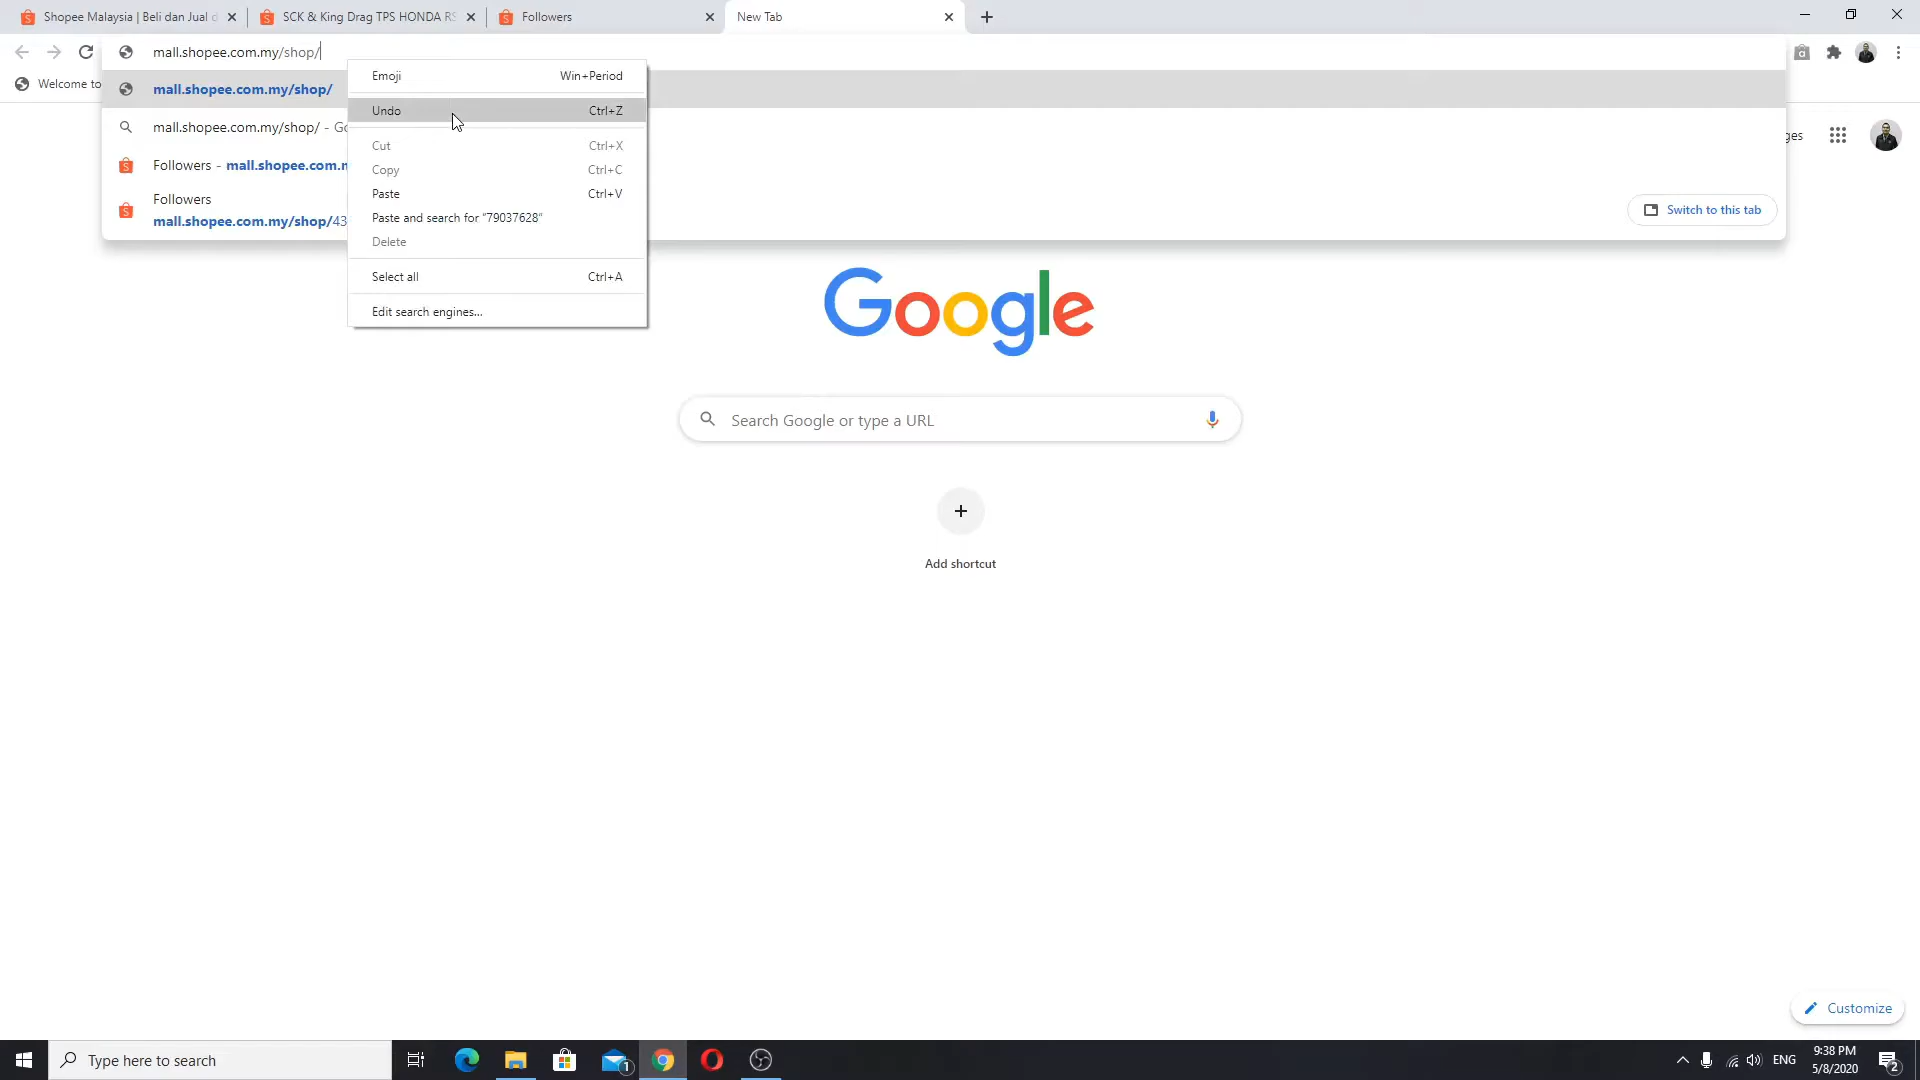 Shopee Malaysia | Beli dan Jual d
SCK & King Drag TPS HONDA RS
Followers
New Tab
mall.shopee.com.my/shop/
Welcome to
mall.shopee.com.my/shop/
mall.shopee.com.my/shop/ - Go
Followers - mall.shopee.com.m
Followers
mall.shopee.com.my/shop/43
Switch to this tab
Emoji Win+Period
Undo Ctrl+Z
Cut Ctrl+X
Copy Ctrl+C
Paste Ctrl+V
Paste and search for "79037628"
Delete
Select all Ctrl+A
Edit search engines...
ges
Google
Search Google or type a URL
Add shortcut
Customize
Type here to search
1
ENG
9:38 PM
5/8/2020
2